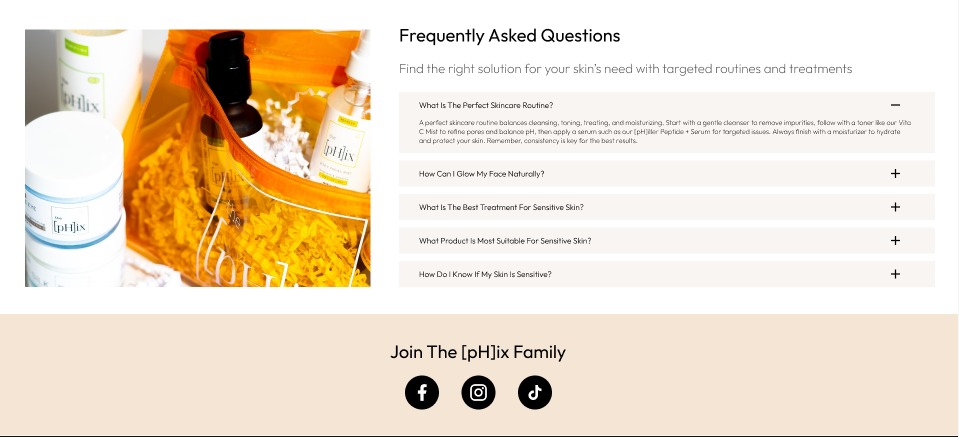 [pH]ix
[pH]ix
[pH]ix
Frequently Asked Questions
Find the right solution for your skin's need with targeted routines and treatments
What Is The Perfect Skincare Routine?
A perfect skincare routine balances cleansing, toning, treating, and moisturizing. Start with a gentle cleanser to remove impurities, follow with a toner like our Vita
C Mist to refine pores and balance pH, then apply a serum such as our [pH]iller Peptide + Serum for targeted issues. Always finish with a moisturizer to hydrate
and protect your skin. Remember, consistency is key for the best results.
How Can I Glow My Face Naturally?
What Is The Best Treatment For Sensitive Skin?
What Product Is Most Suitable For Sensitive Skin?
How Do I Know If My Skin Is Sensitive?
Join The [pH]ix Family